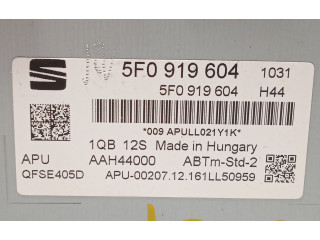 5F0 919 604 1031
5F0 919 604 H44
*009 APULL021Y1K*
1QB 12S Made in Hungary
APU AAH44000 ABTm-Std-2
QFSE405D APU-00207.12.161LL50959